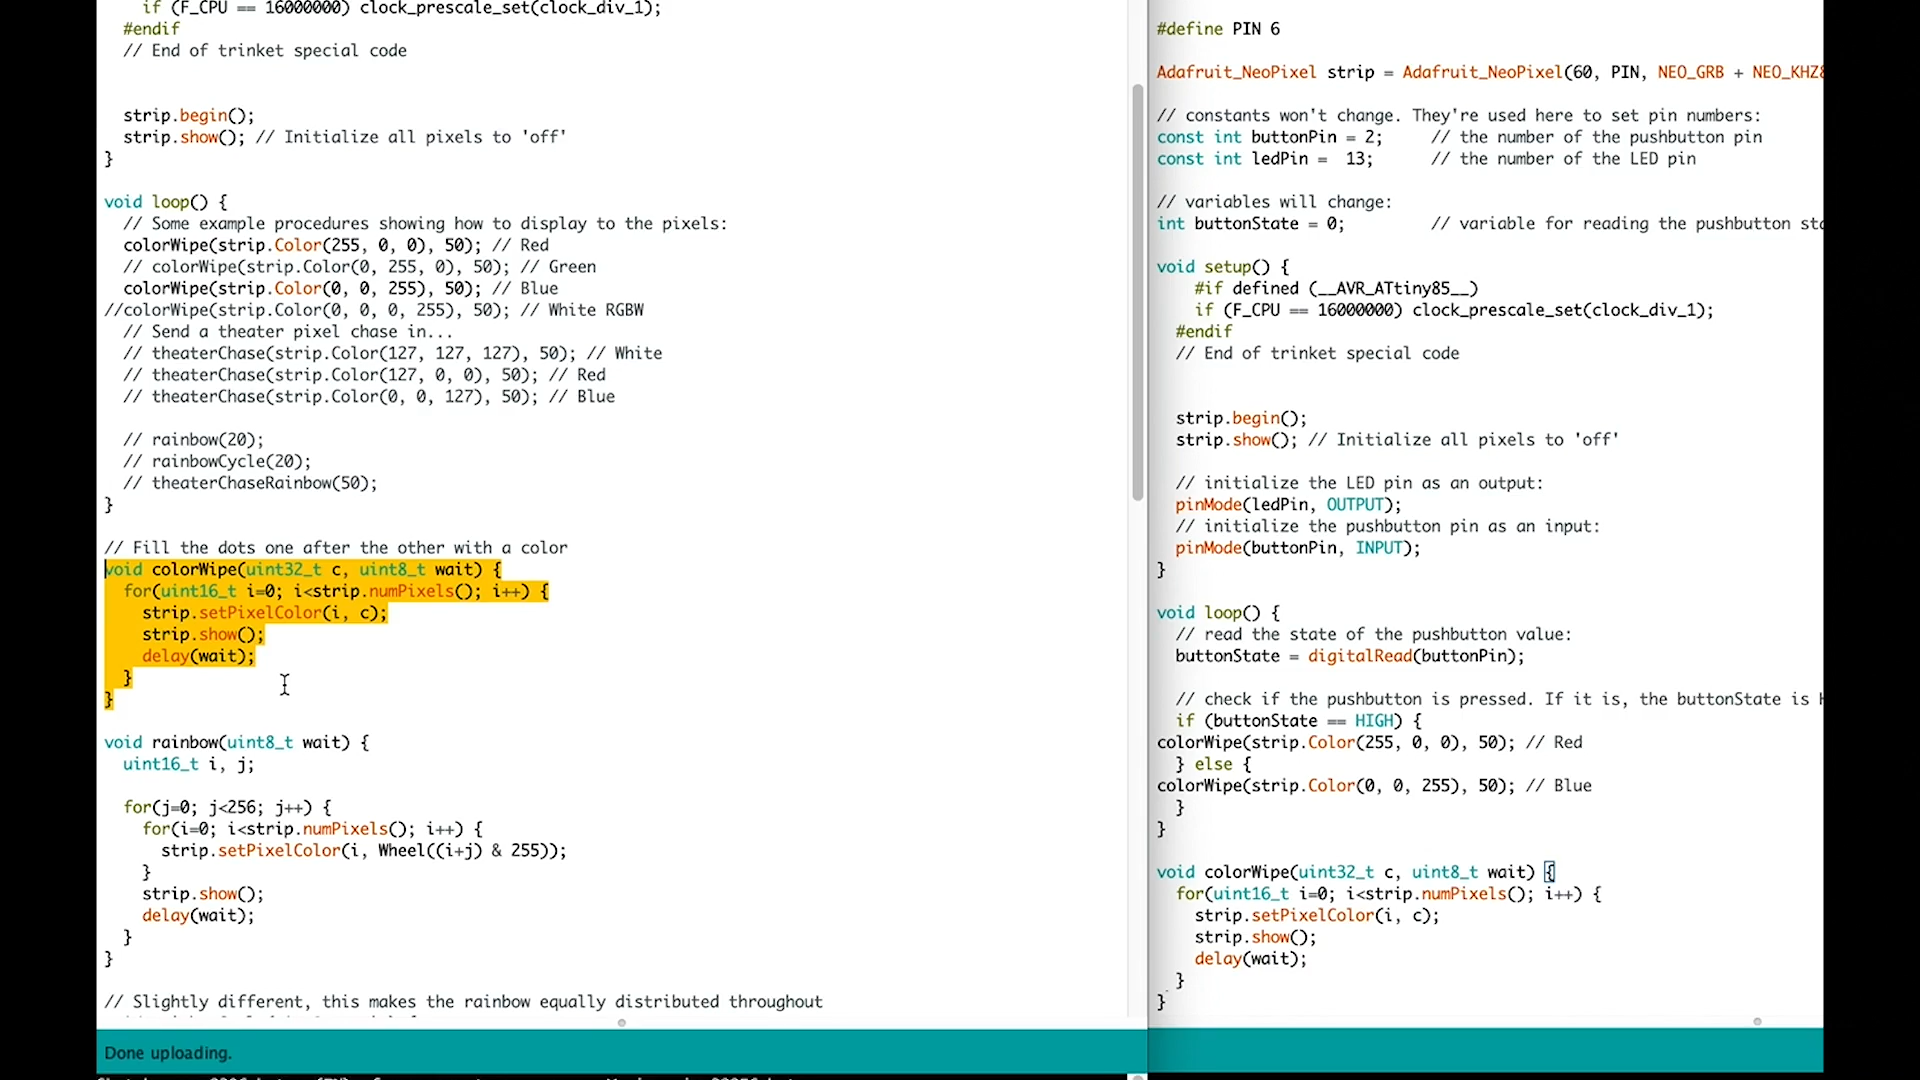 if (F_CPU == 16000000) clock_prescale_set(clock_div_1);
#endif
// End of trinket special code
strip.begin();
strip.show(); // Initialize all pixels to 'off'
}
void loop() {
// Some example procedures showing how to display to the pixels:
colorWipe(strip.Color(255, 0, 0), 50); // Red
// colorWipe(strip.Color(0, 255, 0), 50); // Green
colorWipe(strip.Color(0, 0, 255), 50); // Blue
//colorWipe(strip.Color(0, 0, 0, 255), 50); // White RGBW
// Send a theater pixel chase in...
// theaterChase(strip.Color(127, 127, 127), 50); // White
// theaterChase(strip.Color(127, 0, 0), 50); // Red
// theaterChase(strip.Color(0, 0, 127), 50); // Blue
// rainbow(20);
// rainbowCycle(20);
// theaterChaseRainbow(50);
}
// Fill the dots one after the other with a color
void colorWipe(uint32_t c, uint8_t wait) {
for(uint16_t i=0; i<strip.numPixels(); i++) {
strip.setPixelColor(i, c);
strip.show();
delay(wait);
}
}
void rainbow(uint8_t wait) {
uint16_t i, j;
for(j=0; j<256; j++) {
for(i=0; i<strip.numPixels(); i++) {
strip.setPixelColor(i, Wheel((i+j) & 255));
}
strip.show();
delay(wait);
}
}
// Slightly different, this makes the rainbow equally distributed throughout
Done uploading.
#define PIN 6
Adafruit_NeoPixel strip = Adafruit_NeoPixel(60, PIN, NEO_GRB + NEO_KHZ8
// constants won't change. They're used here to set pin numbers:
const int buttonPin = 2; // the number of the pushbutton pin
const int ledPin = 13; // the number of the LED pin
// variables will change:
int buttonState = 0; // variable for reading the pushbutton sta
void setup() {
#if defined (__AVR_ATtiny85__)
if (F_CPU == 16000000) clock_prescale_set(clock_div_1);
#endif
// End of trinket special code
strip.begin();
strip.show(); // Initialize all pixels to 'off'
// initialize the LED pin as an output:
pinMode(ledPin, OUTPUT);
// initialize the pushbutton pin as an input:
pinMode(buttonPin, INPUT);
}
void loop() {
// read the state of the pushbutton value:
buttonState = digitalRead(buttonPin);
// check if the pushbutton is pressed. If it is, the buttonState is
if (buttonState == HIGH) {
colorWipe(strip.Color(255, 0, 0), 50); // Red
} else {
colorWipe(strip.Color(0, 0, 255), 50); // Blue
}
}
void colorWipe(uint32_t c, uint8_t wait) {
for(uint16_t i=0; i<strip.numPixels(); i++) {
strip.setPixelColor(i, c);
strip.show();
delay(wait);
}
}